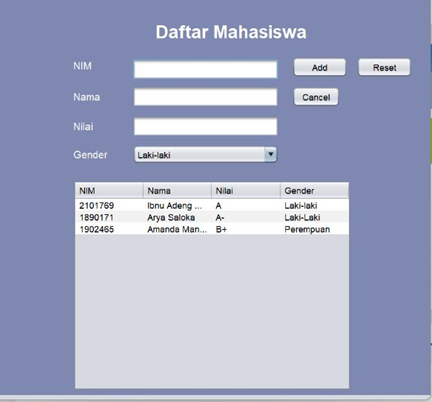 Daftar Mahasiswa
NIM Add Reset
Nama Cancel
Nilai
Gender Laki-laki
NIM Nama Nilai Gender
2101769 Ibnu Adeng ... A Laki-laki
1890171 Arya Saloka A- Laki-Laki
1902465 Amanda Man... B+ Perempuan